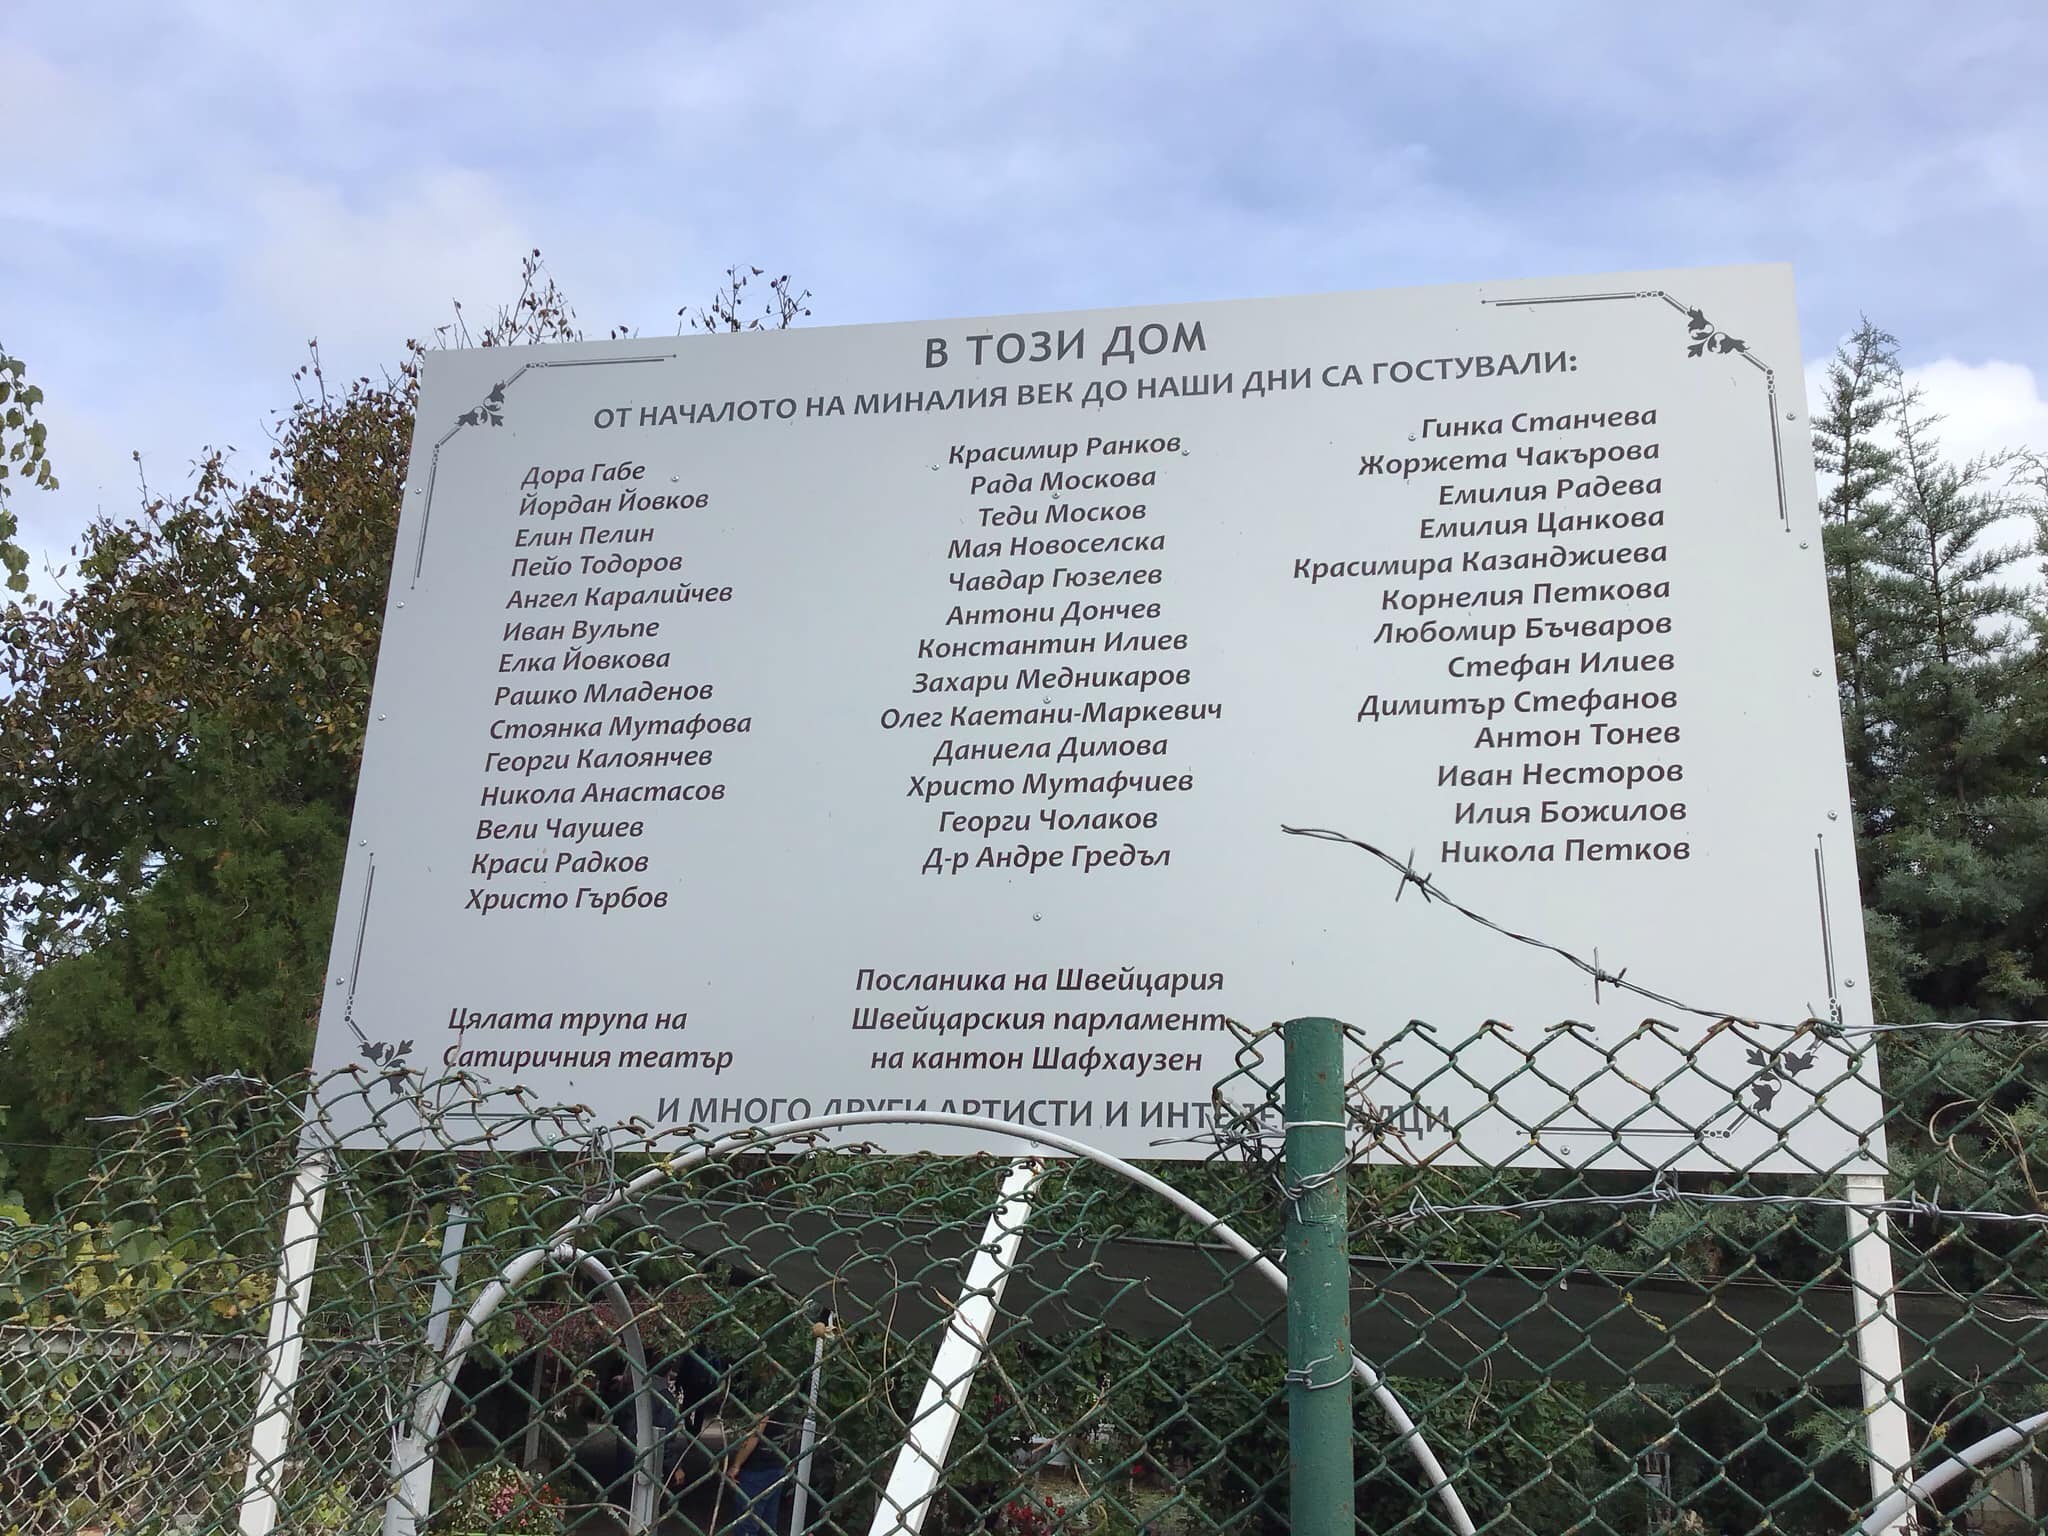 В ТОЗИ ДОМ
ОТ НАЧАЛОТО НА МИНАЛИЯ ВЕК ДО НАШИ ДНИ СА ГОСТУВАЛИ:
Дора Габе
Йордан Йовков
Елин Пелин
Пейо Тодоров
Ангел Каралийчев
Иван Вульпе
Елка Йовкова
Рашко Младенов
Стоянка Мутафова
Георги Калоянчев
Никола Анастасов
Вели Чаушев
Краси Радков
Христо Гърбов
Цялата трупа на
Сатиричния театър
Красимир Ранков
Рада Москова
Теди Москов
Мая Новоселска
Чавдар Гюзелев
Антони Дончев
Константин Илиев
Захари Медникаров
Олег Каетани-Маркевич
Даниела Димова
Христо Мутафчиев
Георги Чолаков
Д-р Андре Гредъл
Посланика на Швейцария
Швейцарския парламент
на кантон Шафхаузен
Гинка Станчева
Жоржета Чакърова
Емилия Радева
Емилия Цанкова
Красимира Казанджиева
Корнелия Петкова
Любомир Бъчваров
Стефан Илиев
Димитър Стефанов
Антон Тонев
Иван Несторов
Илия Божилов
Никола Петков
И МНОГО ДРУГИ АРТИСТИ И